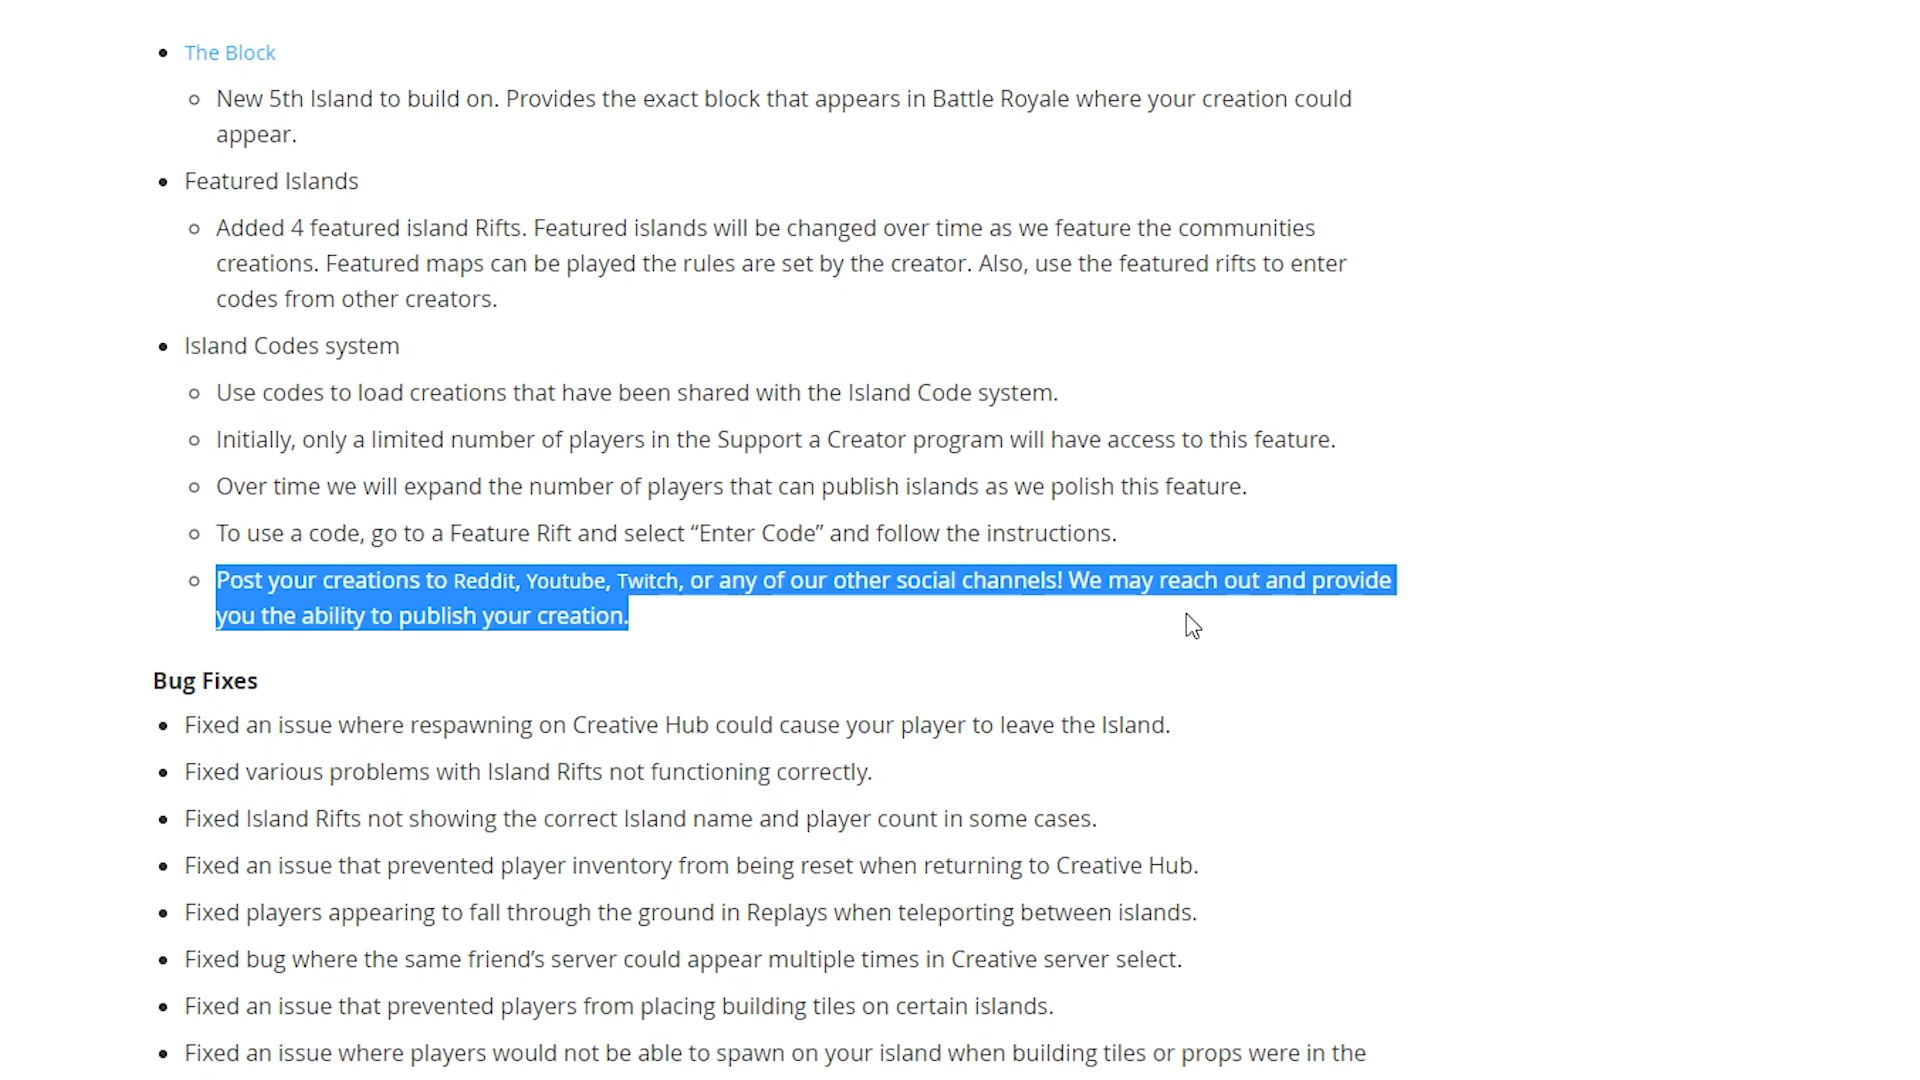 The Block
New 5th Island to build on. Provides the exact block that appears in Battle Royale where your creation could
appear.
Featured Islands
Added 4 featured island Rifts. Featured islands will be changed over time as we feature the communities
creations. Featured maps can be played the rules are set by the creator. Also, use the featured rifts to enter
codes from other creators.
Island Codes system
Use codes to load creations that have been shared with the Island Code system.
Initially, only a limited number of players in the Support a Creator program will have access to this feature.
Over time we will expand the number of players that can publish islands as we polish this feature.
To use a code, go to a Feature Rift and select “Enter Code” and follow the instructions.
Post your creations to Reddit, Youtube, Twitch, or any of our other social channels! We may reach out and provide
you the ability to publish your creation.
Bug Fixes
Fixed an issue where respawning on Creative Hub could cause your player to leave the Island.
Fixed various problems with Island Rifts not functioning correctly.
Fixed Island Rifts not showing the correct Island name and player count in some cases.
Fixed an issue that prevented player inventory from being reset when returning to Creative Hub.
Fixed players appearing to fall through the ground in Replays when teleporting between islands.
Fixed bug where the same friend’s server could appear multiple times in Creative server select.
Fixed an issue that prevented players from placing building tiles on certain islands.
Fixed an issue where players would not be able to spawn on your island when building tiles or props were in the